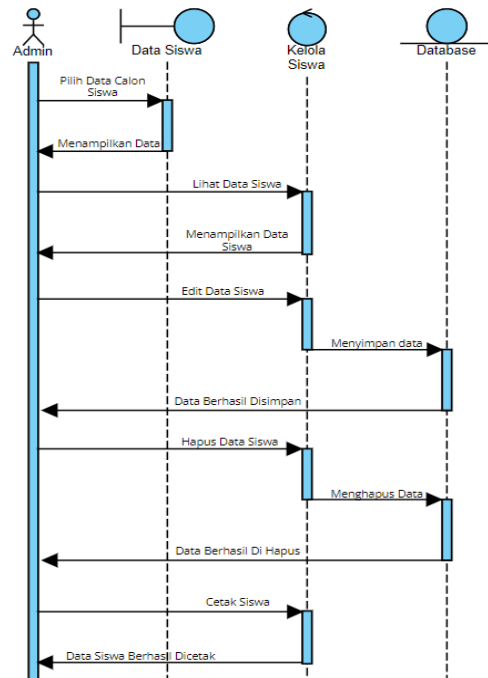 Admin
Data Siswa
Kelola
Siswa
Database
Pilih Data Calon
Siswa
Menampilkan Data
Lihat Data Siswa
Menampilkan Data
Siswa
Edit Data Siswa
Menyimpan data
Data Berhasil Disimpan
Hapus Data Siswa
Menghapus Data
Data Berhasil Di Hapus
Cetak Siswa
Data Siswa Berhasil Dicetak